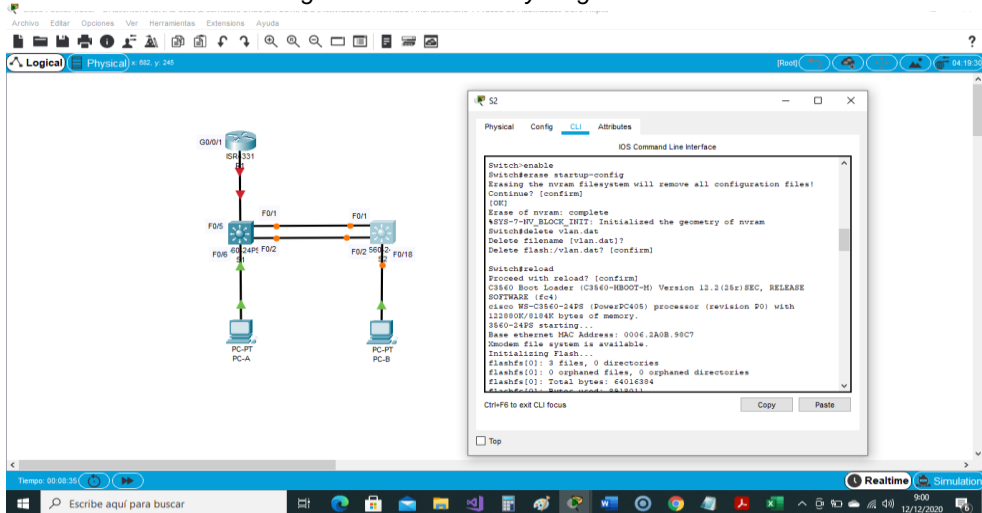 Archivo Editar Opciones Ver Herramientas Extensions Ayuda
?
Logical Physical x: 682, y: 245 [Root] 04:19:30
S2
Physical Config CLI Attributes
IOS Command Line Interface
Switch>enable
Switch#erase startup-config
Erasing the nvram filesystem will remove all configuration files!
Continue? [confirm]
[OK]
Erase of nvram: complete
%SYS-7-NV_BLOCK_INIT: Initialized the geometry of nvram
Switch#delete vlan.dat
Delete filename [vlan.dat]?
Delete flash:/vlan.dat? [confirm]
Switch#reload
Proceed with reload? [confirm]
C3560 Boot Loader (C3560-HBOOT-M) Version 12.2(25r)SEC, RELEASE
SOFTWARE (fc4)
cisco WS-C3560-24PS (PowerPC405) processor (revision P0) with
122880K/8184K bytes of memory.
3560-24PS starting...
Base ethernet MAC Address: 0006.2A0B.98C7
Xmodem file system is available.
Initializing Flash...
flashfs[0]: 3 files, 0 directories
flashfs[0]: 0 orphaned files, 0 orphaned directories
flashfs[0]: Total bytes: 64016384
Ctrl+F6 to exit CLI focus Copy Paste
Top
G0/0/1
F0/1
F0/1
F0/5
F0/6
F0/2
F0/2
F0/18
PC-PT
PC-A
PC-PT
PC-B
Tiempo: 00:08:35 Realtime Simulation
Escribe aquí para buscar
9:00
12/12/2020